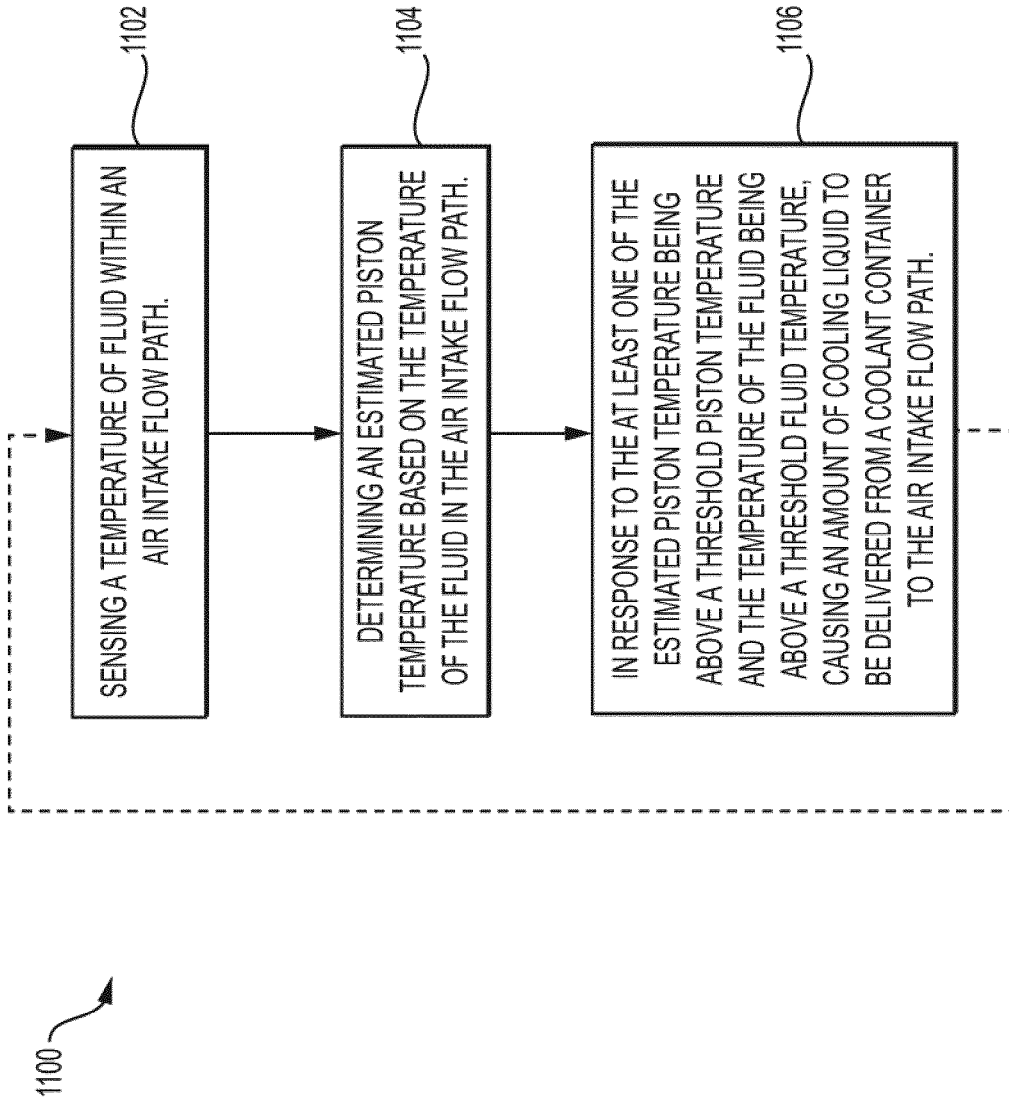 1100
SENSING A TEMPERATURE OF FLUID WITHIN AN
AIR INTAKE FLOW PATH.
1102
DETERMINING AN ESTIMATED PISTON
TEMPERATURE BASED ON THE TEMPERATURE
OF THE FLUID IN THE AIR INTAKE FLOW PATH.
1104
IN RESPONSE TO THE AT LEAST ONE OF THE
ESTIMATED PISTON TEMPERATURE BEING
ABOVE A THRESHOLD PISTON TEMPERATURE
AND THE TEMPERATURE OF THE FLUID BEING
ABOVE A THRESHOLD FLUID TEMPERATURE,
CAUSING AN AMOUNT OF COOLING LIQUID TO
BE DELIVERED FROM A COOLANT CONTAINER
TO THE AIR INTAKE FLOW PATH.
1106